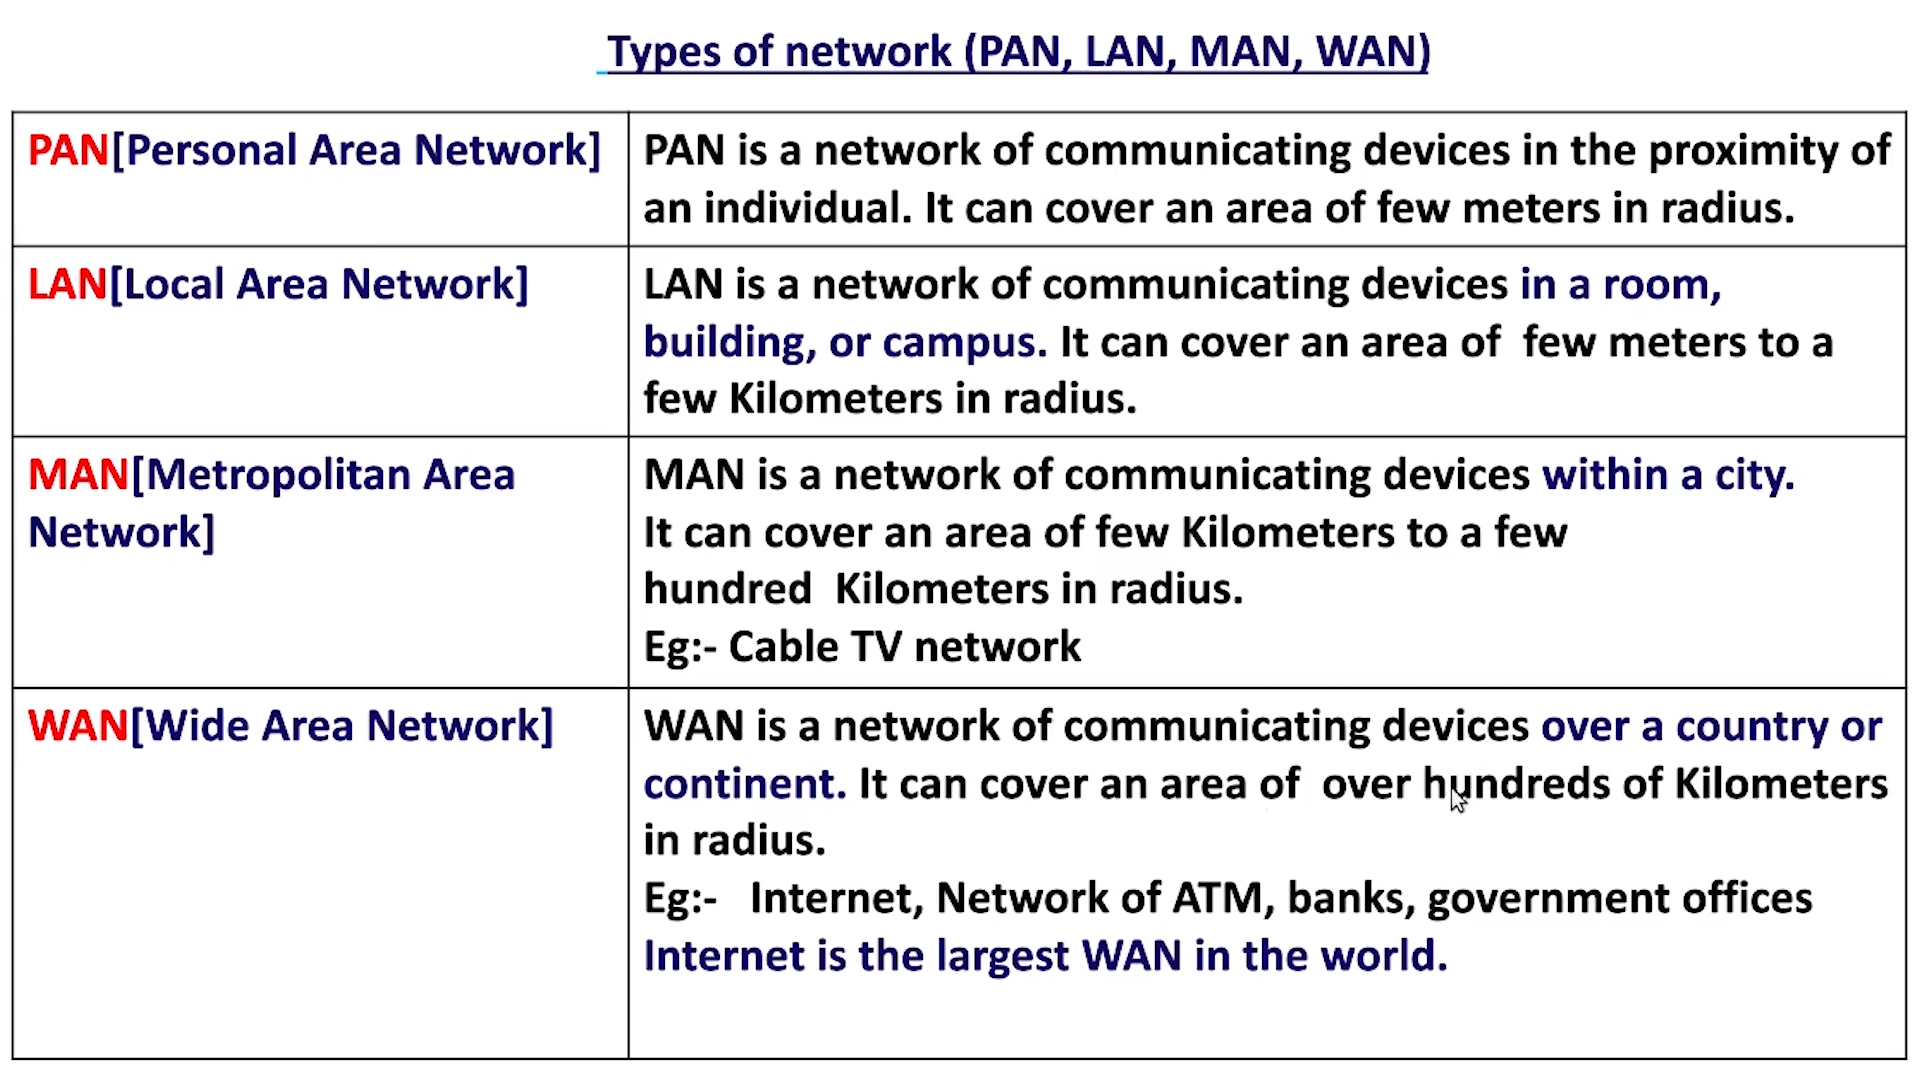 Types of network (PAN, LAN, MAN, WAN)
PAN[Personal Area Network]
PAN is a network of communicating devices in the proximity of
an individual. It can cover an area of few meters in radius.
LAN[Local Area Network]
LAN is a network of communicating devices in a room,
building, or campus. It can cover an area of few meters to a
few Kilometers in radius.
MAN[Metropolitan Area
Network]
MAN is a network of communicating devices within a city.
It can cover an area of few Kilometers to a few
hundred Kilometers in radius.
Eg:- Cable TV network
WAN[Wide Area Network]
WAN is a network of communicating devices over a country or
continent. It can cover an area of over hundreds of Kilometers
in radius.
Eg:- Internet, Network of ATM, banks, government offices
Internet is the largest WAN in the world.